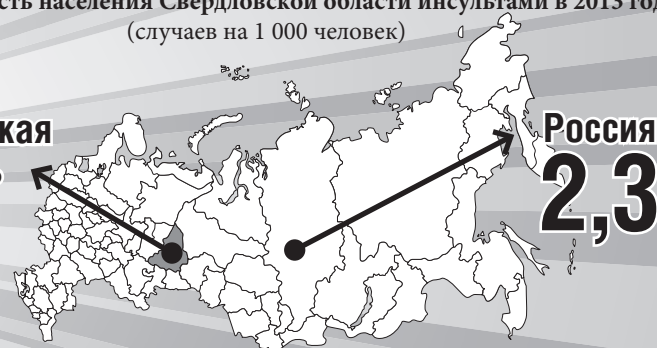 сть населения Свердловской области инсультами в 2013 год
(случаев на 1 000 человек)
кая
Россия
2,3